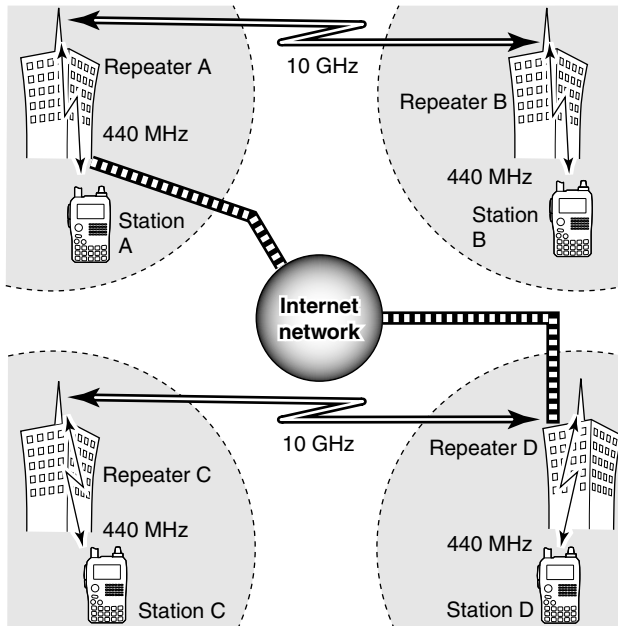 Repeater A
10 GHz
Repeater B
440 MHz
440 MHz
Station
A
Station
B
Internet
network
10 GHz
Repeater D
Repeater C
440 MHz
440 MHz
Station C
Station D